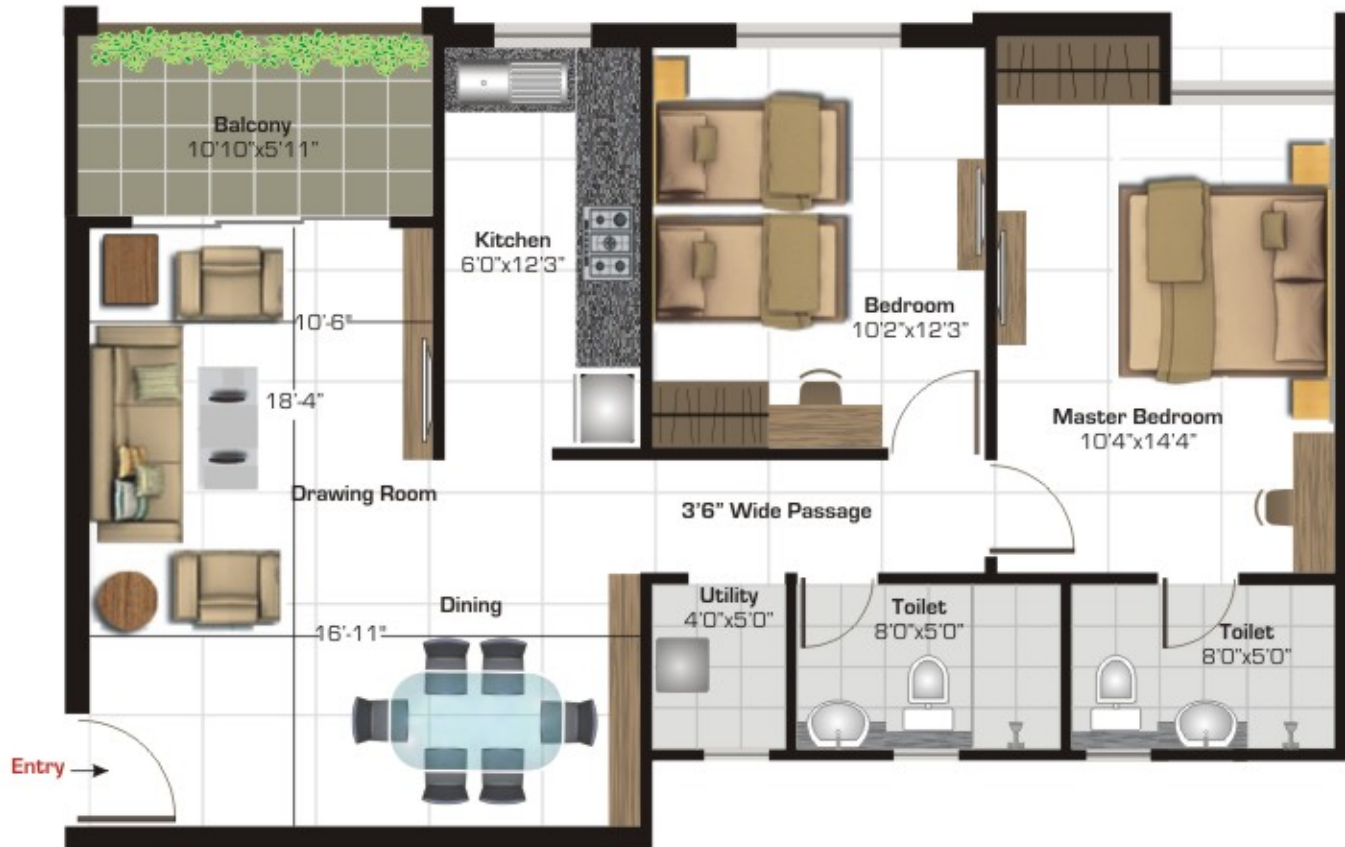 Balcony
10'10"x5'11"
Kitchen
6'0"x12'3"
Bedroom
10'2"x12'3"
10'-6"
18'-4"
Master Bedroom
10'4"x14'4"
Drawing Room
3'6" Wide Passage
Dining
16'-11"
Utility
4'0"x5'0"
Toilet
8'0"x5'0"
Toilet
8'0"x5'0"
Entry